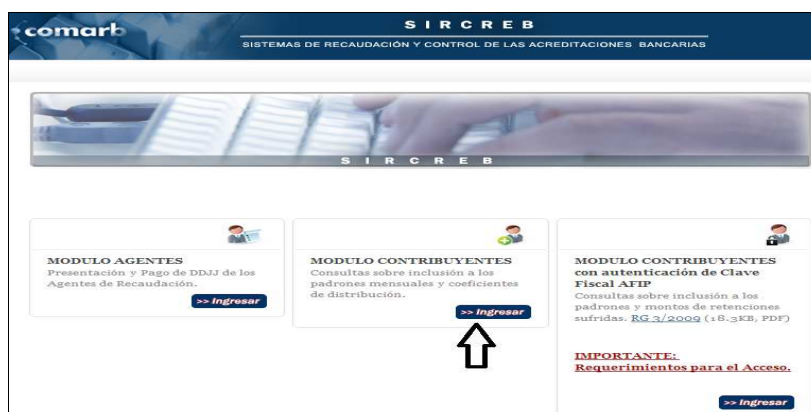 comarb
SIRCREB
SISTEMAS DE RECAUDACIÓN Y CONTROL DE LAS ACREDITACIONES BANCARIAS
SIRCREB
MODULO AGENTES
Presentación y Pago de DDJJ de los
Agentes de Recaudación.
>> Ingresar
MODULO CONTRIBUYENTES
Consultas sobre inclusión a los
padrones mensuales y coeficientes
de distribución.
>> Ingresar
MODULO CONTRIBUYENTES
con autenticación de Clave
Fiscal AFIP
Consultas sobre inclusión a los
padrones y montos de retenciones
sufridas. RG 3/2009 (18.3KB, PDF)
IMPORTANTE:
Requerimientos para el Acceso.
>> Ingresar